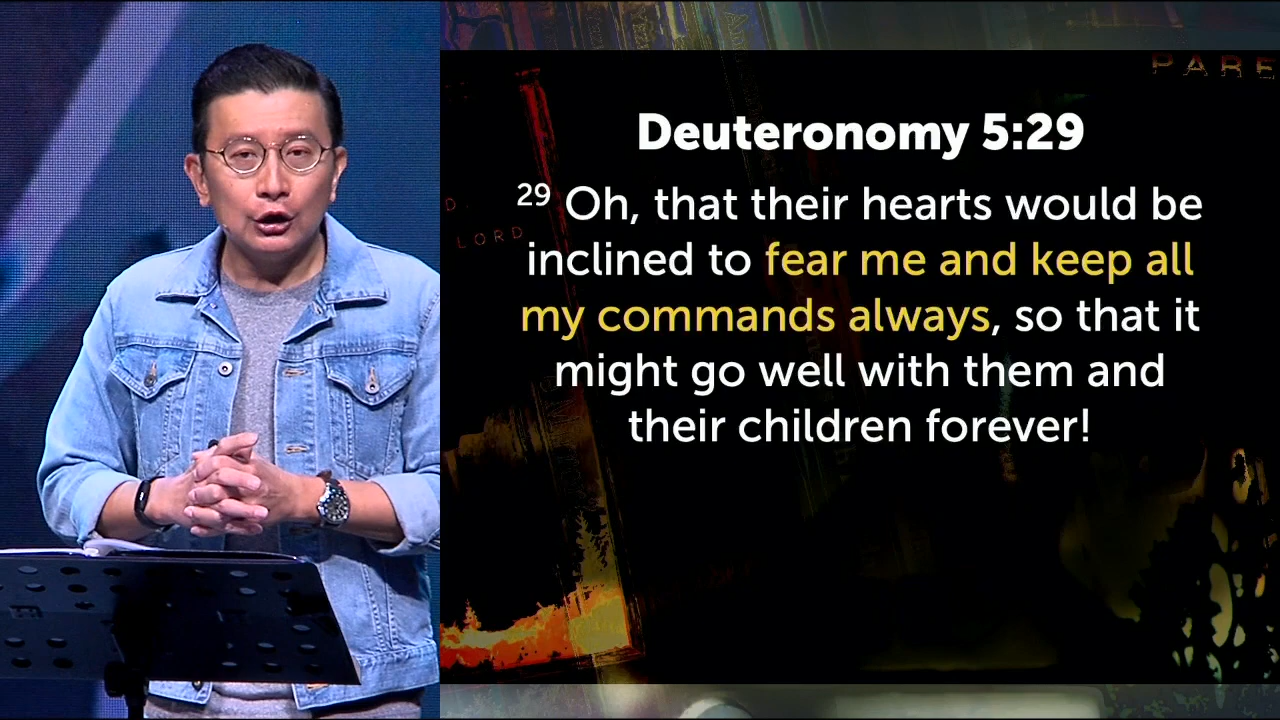 PARE
Deuteronomy 5:29
29 Oh, that their hearts would be
inclined to fear me and keep all
my commands always, so that it
might go well with them and
their children forever!
D.
LORD